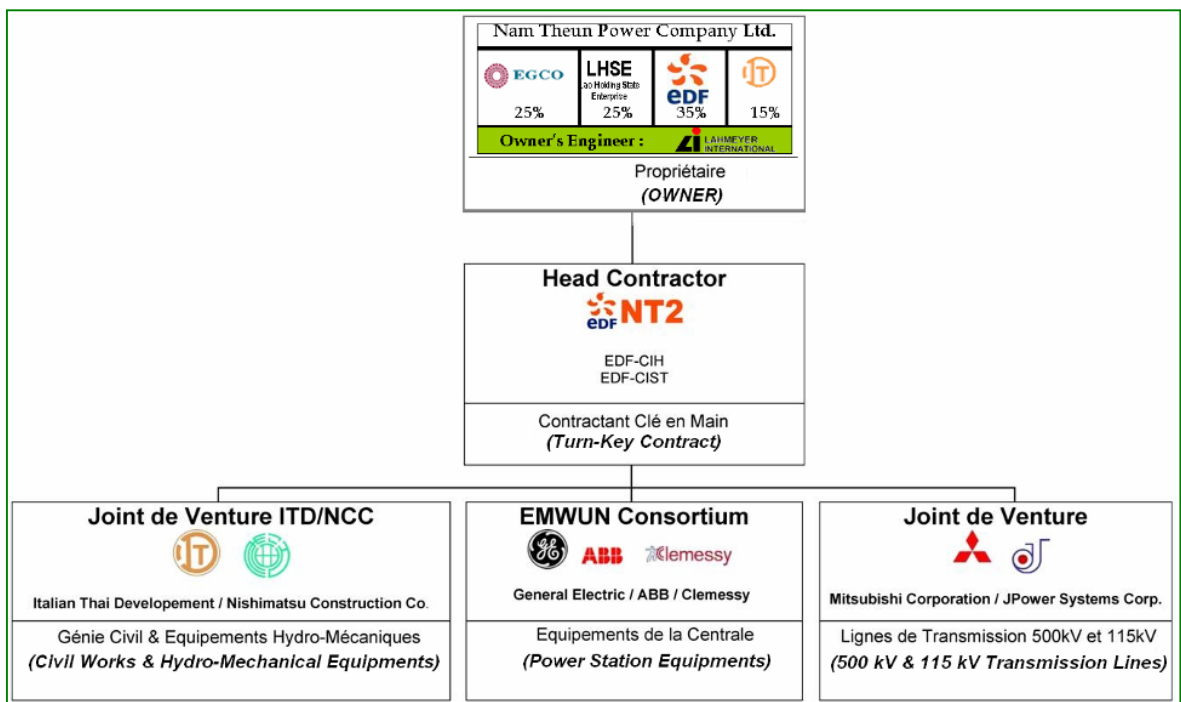 Nam Theun Power Company Ltd.
EGCO
25%
LHSE
Lao Holding State
Enterprise
25%
eDF
35%
IT
15%
Owner's Engineer :
LAHMEYER
INTERNATIONAL
Propriétaire
(OWNER)
Head Contractor
eDF NT2
EDF-CIH
EDF-CIST
Contractant Clé en Main
(Turn-Key Contract)
Joint de Venture ITD/NCC
IT
Italian Thai Developement / Nishimatsu Construction Co.
Génie Civil & Equipements Hydro-Mécaniques
(Civil Works & Hydro-Mechanical Equipments)
EMWUN Consortium
GE ABB Clemessy
General Electric / ABB / Clemessy
Equipements de la Centrale
(Power Station Equipments)
Joint de Venture
Mitsubishi Corporation / JPower Systems Corp.
Lignes de Transmission 500kV et 115kV
(500 kV & 115 kV Transmission Lines)